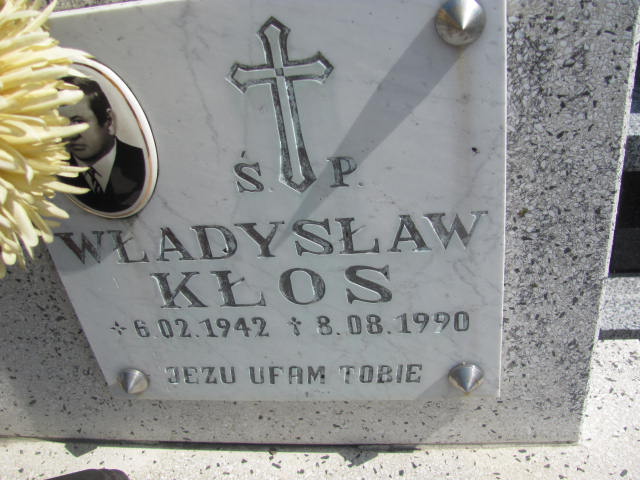 Ś. P.
WŁADYSŁAW
KŁOS
* 6.02.1942 † 8.08.1990
JEZU UFAM TOBIE